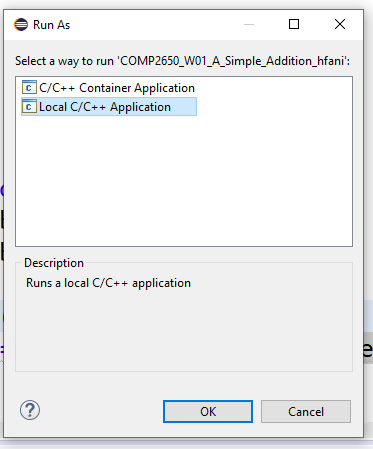 Run As
Select a way to run 'COMP2650_W01_A_Simple_Addition_hfani':
C/C++ Container Application
Local C/C++ Application
Description
Runs a local C/C++ application
OK
Cancel